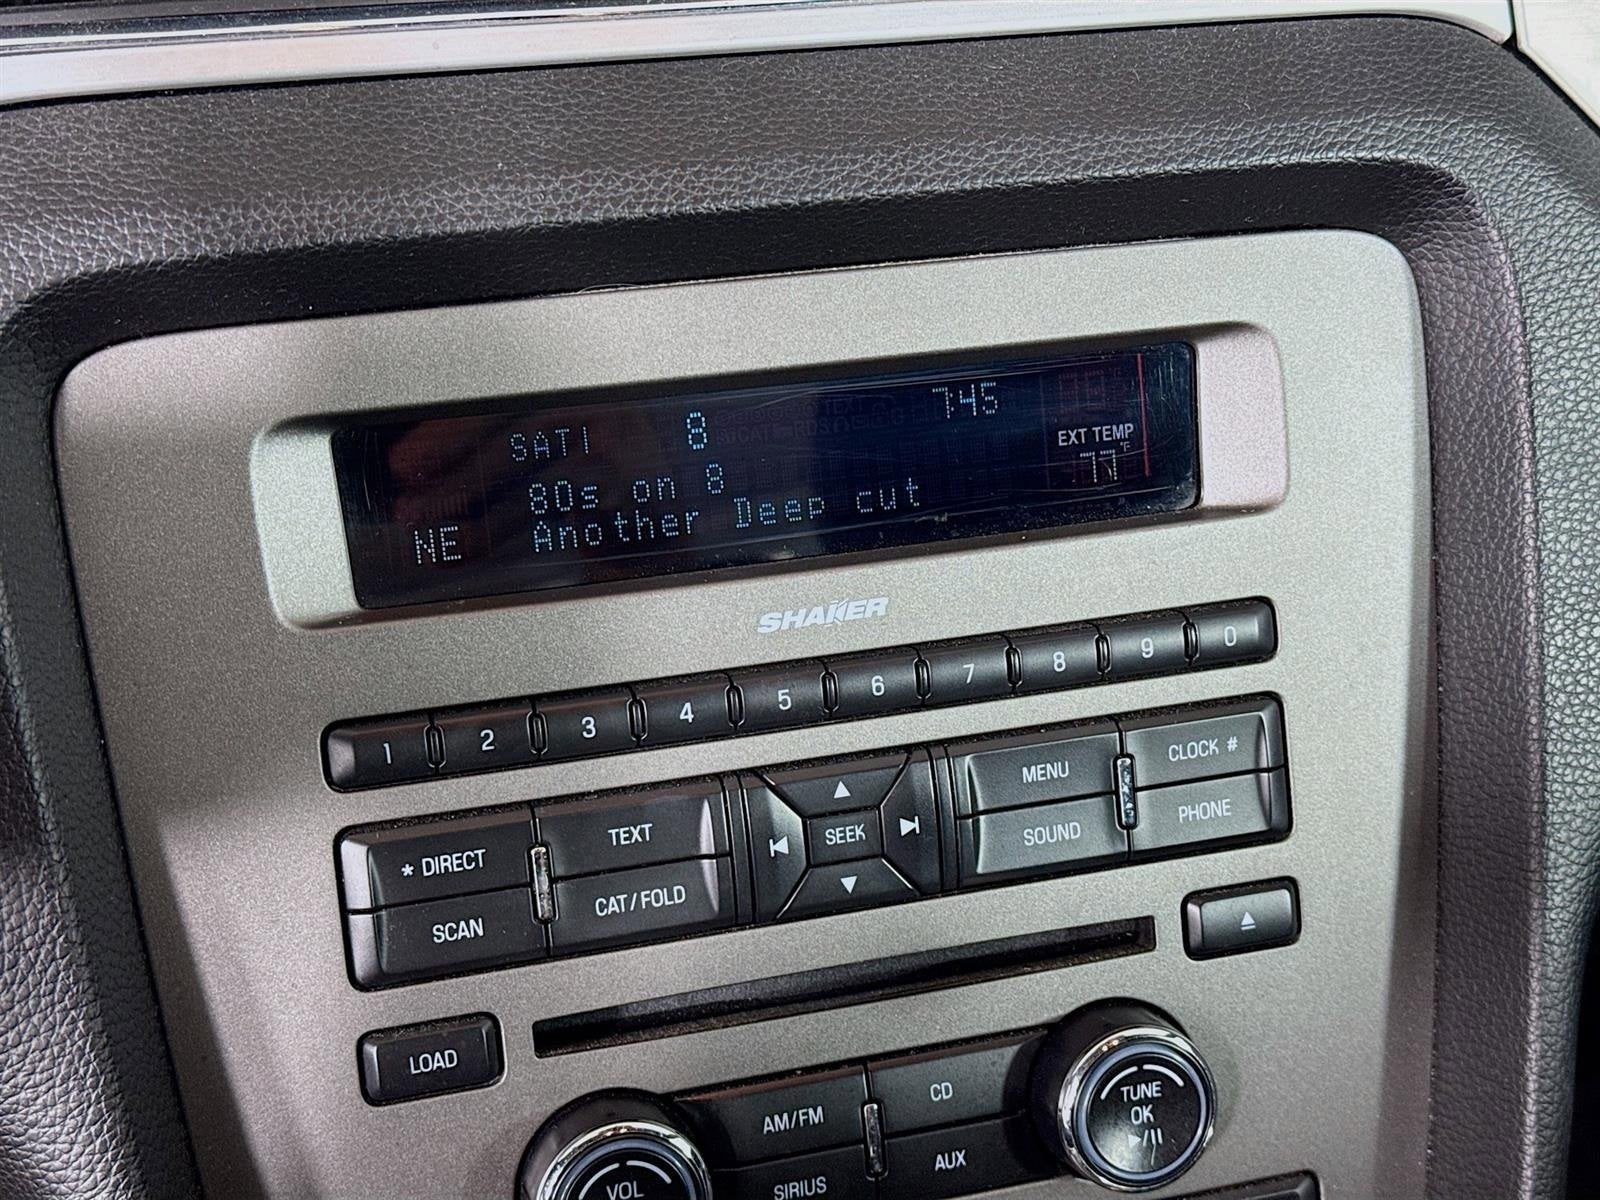 SAT1 8 7:45
EXT TEMP
80s on 8 °F
77
NE Another Deep cut
SHAKER
1 2 3 4 5 6 7 8 9 0
* DIRECT TEXT SEEK MENU CLOCK #
SCAN CAT/FOLD SOUND PHONE
LOAD
AM/FM CD TUNE
OK
VOL SIRIUS AUX